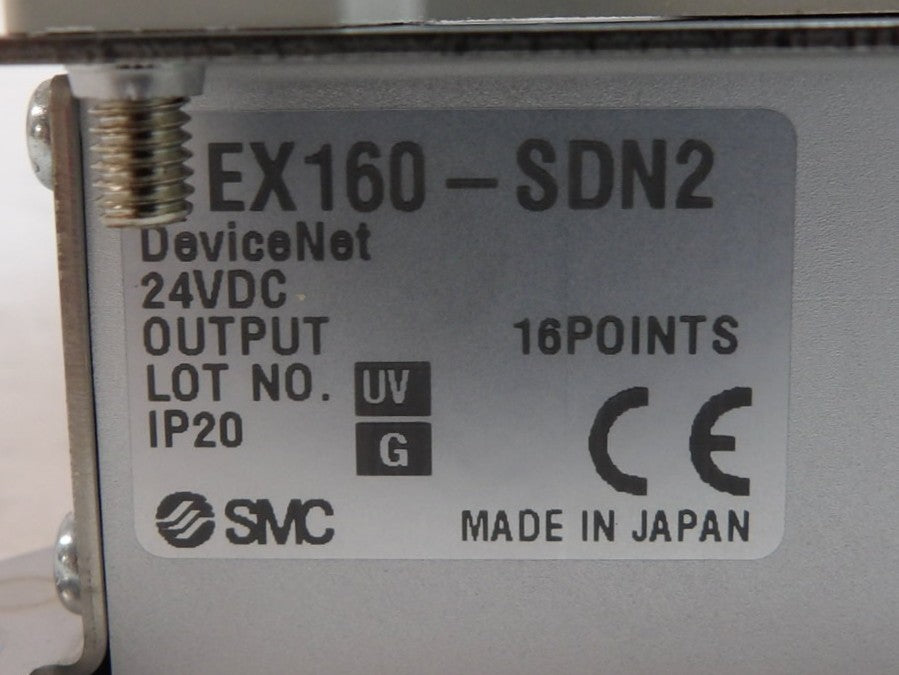 EX160-SDN2
DeviceNet
24VDC
OUTPUT 16POINTS
LOT NO. UV
IP20 G
CE
SMC
MADE IN JAPAN